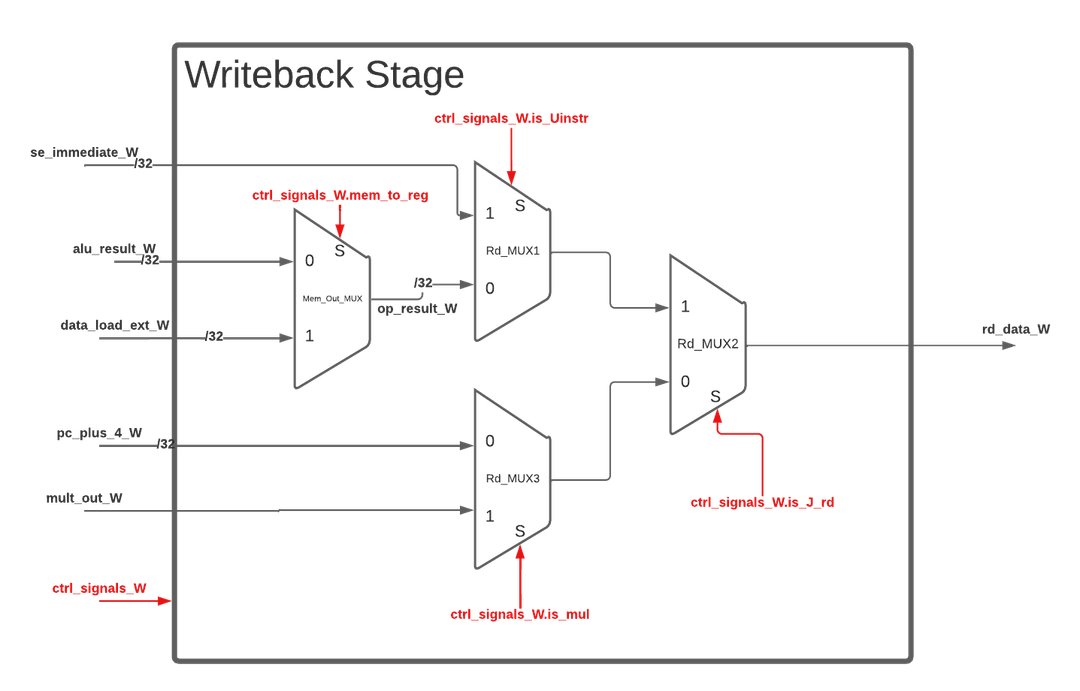 Writeback Stage
ctrl_signals_W.is_Uinstr
se_immediate_W
/32
ctrl_signals_W.mem_to_reg
S
1
S
alu_result_W
/32
0
Rd_MUX1
Mem_Out_MUX
/32
0
op_result_W
1
data_load_ext_W
/32
1
Rd_MUX2
rd_data_W
0
S
pc_plus_4_W
/32
0
Rd_MUX3
mult_out_W
1
S
ctrl_signals_W.is_J_rd
ctrl_signals_W
ctrl_signals_W.is_mul